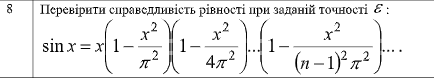 8 Перевірити справедливість рівності при заданій точності ε :
sin x = x(1 − x²/π²)(1 − x²/4π²)...(1 − x²/(n−1)²π²)... .